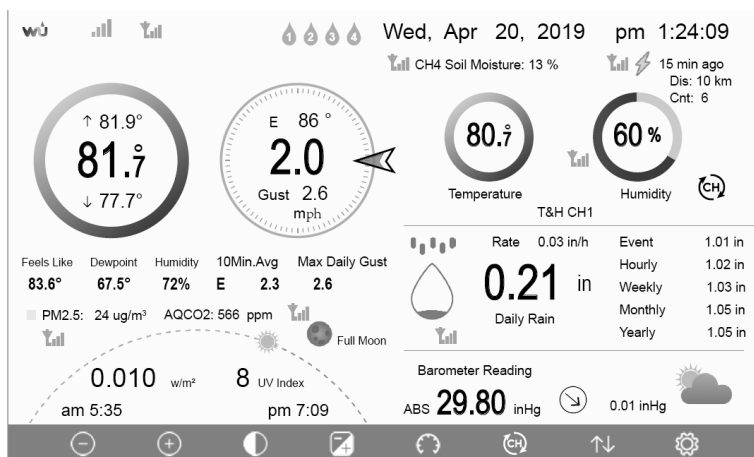 wu
1 2 3 4
Wed, Apr 20, 2019 pm 1:24:09
CH4 Soil Moisture: 13 %
15 min ago
Dis: 10 km
Cnt: 6
↑ 81.9°
81.7°
↓ 77.7°
E 86 °
2.0
Gust 2.6
mph
80.7°
Temperature
60 %
Humidity
CH
T&H CH1
Feels Like Dewpoint Humidity 10Min.Avg Max Daily Gust
83.6° 67.5° 72% E 2.3 2.6
PM2.5: 24 ug/m³ AQCO2: 566 ppm
Full Moon
0.010 w/m² 8 UV Index
am 5:35 pm 7:09
Rate 0.03 in/h
0.21 in
Daily Rain
Event 1.01 in
Hourly 1.02 in
Weekly 1.03 in
Monthly 1.05 in
Yearly 1.05 in
Barometer Reading
ABS 29.80 inHg 0.01 inHg
CH